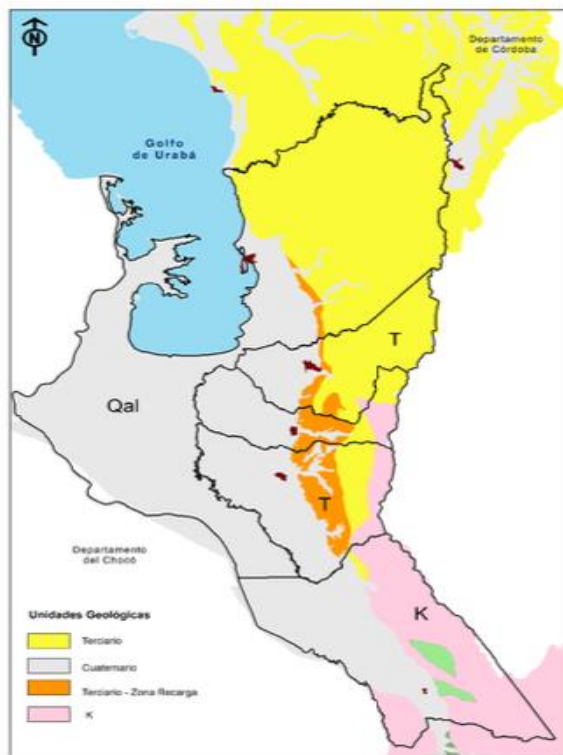 N
Departamento
de Córdoba
Golfo
de Urabá
T
Qal
T
Departamento
del Chocó
K
Unidades Geológicas
Terciario
Cuaternario
Terciario - Zona Recarga
K